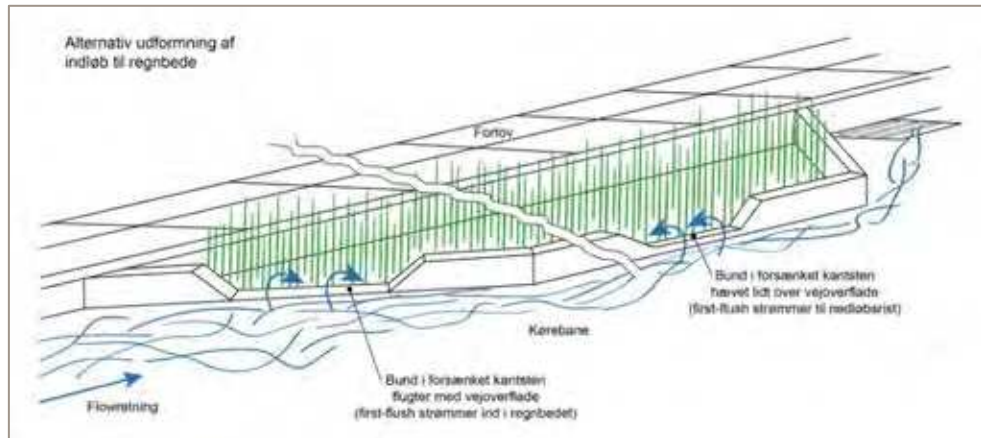 Alternativ udformning af
indløb til regnbede
Fortov
Bund i forsænket kantsten
hævet lidt over vejoverflade
(first-flush strømmer til nedløbsrist)
Kørebane
Bund i forsænket kantsten
flugter med vejoverflade
(first-flush strømmer ind i regnbedet)
Flowretning